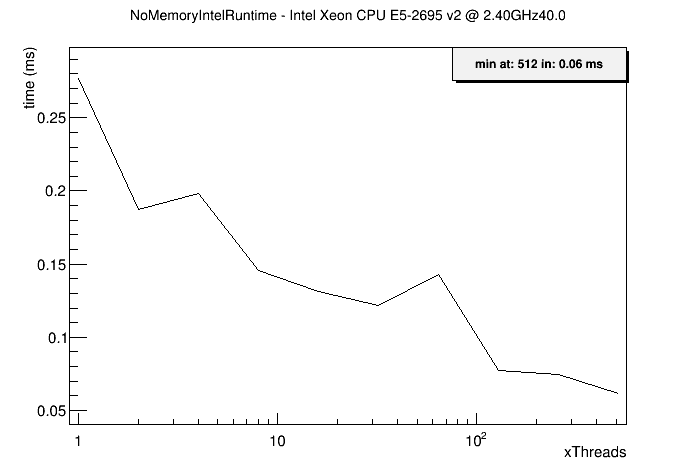 NoMemoryIntelRuntime - Intel Xeon CPU E5-2695 v2 @ 2.40GHz40.0
time (ms)
min at: 512 in: 0.06 ms
0.25
0.2
0.15
0.1
0.05
1 10 10²
xThreads